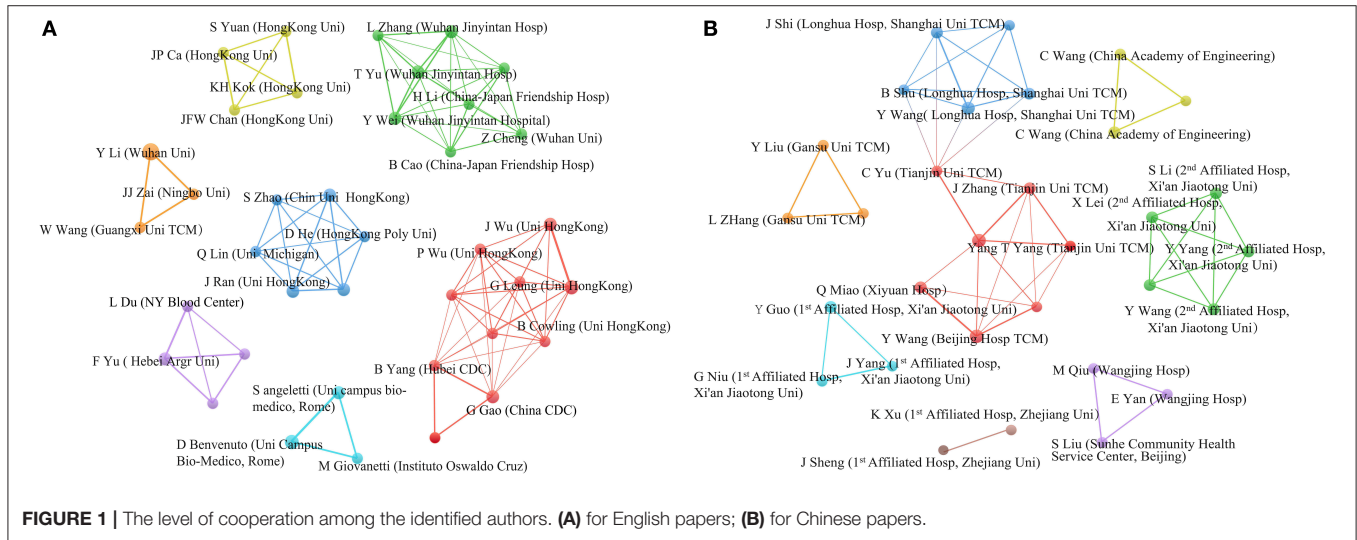 A
S Yuan (HongKong Uni)
JP Ca (HongKong Uni)
KH Kok (HongKong Uni)
JFW Chan (HongKong Uni)
L Zhang (Wuhan Jinyintan Hosp)
T Yu (Wuhan Jinyintan Hosp)
H Li (China-Japan Friendship Hosp)
Y Wei (Wuhan Jinyintan Hospital)
Z Cheng (Wuhan Uni)
B Cao (China-Japan Friendship Hosp)
Y Li (Wuhan Uni)
JJ Zai (Ningbo Uni)
W Wang (Guangxi Uni TCM)
S Zhao (Chin Uni HongKong)
D He (HongKong Poly Uni)
Q Lin (Uni Michigan)
J Ran (Uni HongKong)
J Wu (Uni HongKong)
P Wu (Uni HongKong)
G Leung (Uni HongKong)
B Cowling (Uni HongKong)
B Yang (Hubei CDC)
G Gao (China CDC)
L Du (NY Blood Center)
F Yu ( Hebei Argr Uni)
S angeletti (Uni campus bio-
medico, Rome)
D Benvenuto (Uni Campus
Bio-Medico, Rome)
M Giovanetti (Instituto Oswaldo Cruz)
B
J Shi (Longhua Hosp, Shanghai Uni TCM)
B Shu (Longhua Hosp, Shanghai Uni TCM)
Y Wang( Longhua Hosp, Shanghai Uni TCM)
C Wang (China Academy of Engineering)
C Wang (China Academy of Engineering)
Y Liu (Gansu Uni TCM)
L ZHang (Gansu Uni TCM)
C Yu (Tianjin Uni TCM)
J Zhang (Tianjin Uni TCM)
Yang T Yang (Tianjin Uni TCM)
Q Miao (Xiyuan Hosp)
Y Wang (Beijing Hosp TCM)
S Li (2nd Affiliated Hosp,
Xi'an Jiaotong Uni)
X Lei (2nd Affiliated Hosp,
Xi'an Jiaotong Uni)
Y Yang (2nd Affiliated Hosp,
Xi'an Jiaotong Uni)
Y Wang (2nd Affiliated Hosp,
Xi'an Jiaotong Uni)
Y Guo (1st Affiliated Hosp, Xi'an Jiaotong Uni)
J Yang (1st Affiliated Hosp,
Xi'an Jiaotong Uni)
G Niu (1st Affiliated Hosp,
Xi'an Jiaotong Uni)
K Xu (1st Affiliated Hosp, Zhejiang Uni)
J Sheng (1st Affiliated Hosp, Zhejiang Uni)
M Qiu (Wangjing Hosp)
E Yan (Wangjing Hosp)
S Liu (Sunhe Community Health
Service Center, Beijing)
FIGURE 1 | The level of cooperation among the identified authors. (A) for English papers; (B) for Chinese papers.